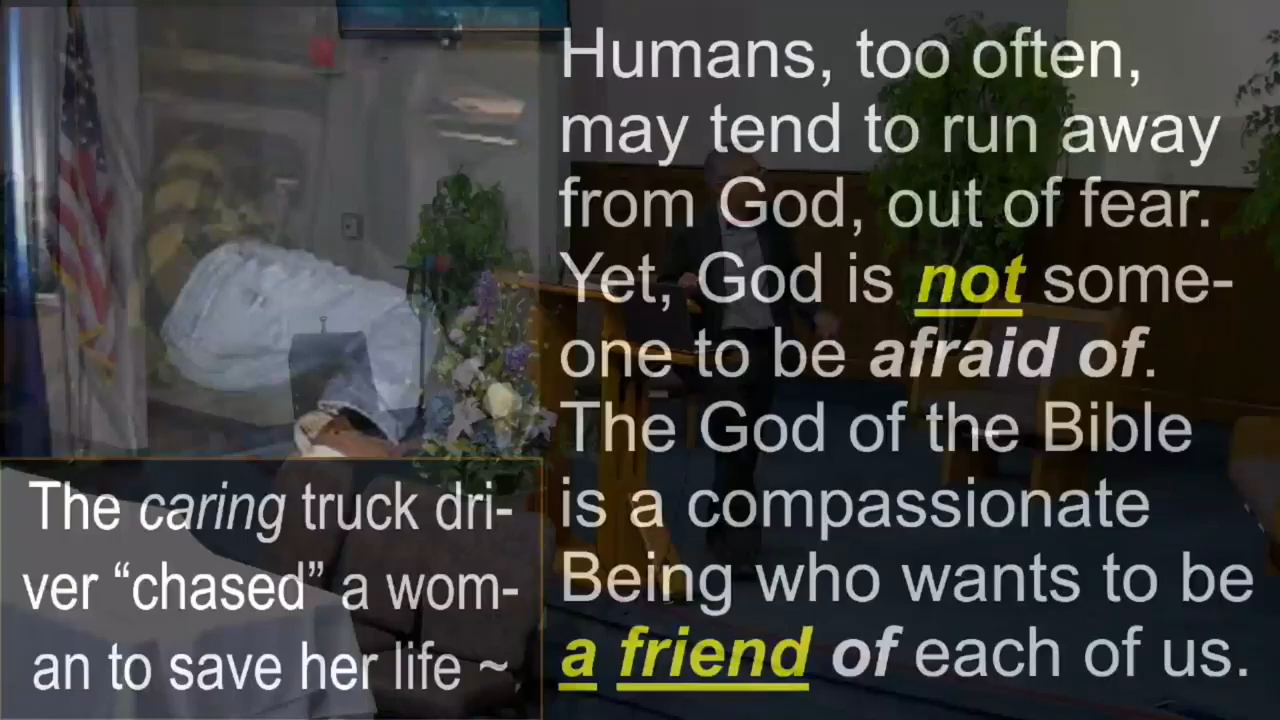 Humans, too often,
may tend to run away
from God, out of fear.
Yet, God is not some-
one to be afraid of.
The God of the Bible
is a compassionate
Being who wants to be
a friend of each of us.
The caring truck dri-
ver “chased” a wom-
an to save her life ~